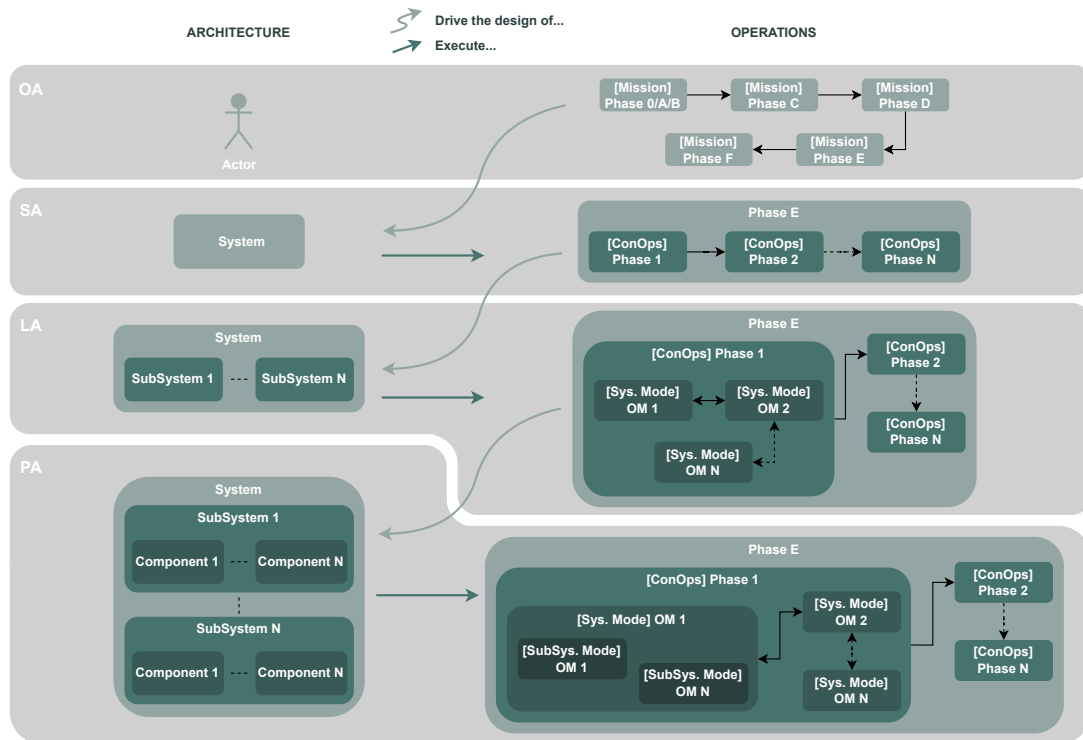 ARCHITECTURE
Drive the design of...
Execute...
OPERATIONS
OA
Actor
[Mission]
Phase 0/A/B
[Mission]
Phase C
[Mission]
Phase D
[Mission]
Phase F
[Mission]
Phase E
SA
System
Phase E
[ConOps]
Phase 1
[ConOps]
Phase 2
[ConOps]
Phase N
LA
System
SubSystem 1
SubSystem N
Phase E
[ConOps] Phase 1
[Sys. Mode]
OM 1
[Sys. Mode]
OM 2
[Sys. Mode]
OM N
[ConOps]
Phase 2
[ConOps]
Phase N
PA
System
SubSystem 1
Component 1
Component N
SubSystem N
Component 1
Component N
Phase E
[ConOps] Phase 1
[Sys. Mode] OM 1
[SubSys. Mode]
OM 1
[SubSys. Mode]
OM N
[Sys. Mode]
OM 2
[Sys. Mode]
OM N
[ConOps]
Phase 2
[ConOps]
Phase N